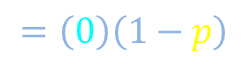 = (0)(1 − p)